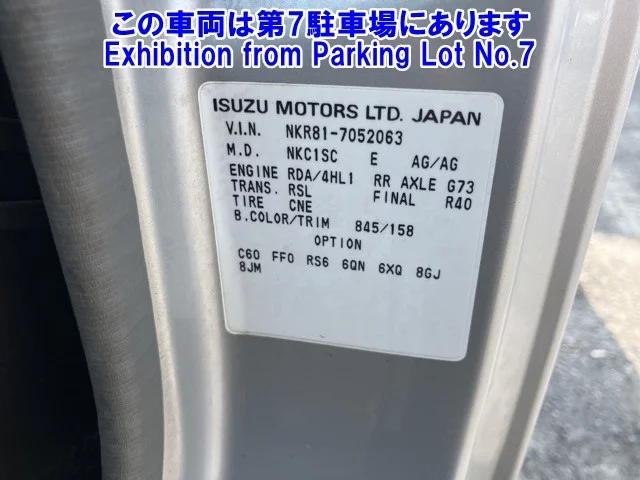 この車両は第7駐車場にあります
Exhibition from Parking Lot No.7
ISUZU MOTORS LTD. JAPAN
V.I.N. NKR81-7052063
M.D. NKC1SC E AG/AG
ENGINE RDA/4HL1 RR AXLE G73
TRANS. RSL FINAL R40
TIRE CNE
B.COLOR/TRIM 845/158
OPTION
C60 FF0 RS6 6QN 6XQ 8GJ
8JM